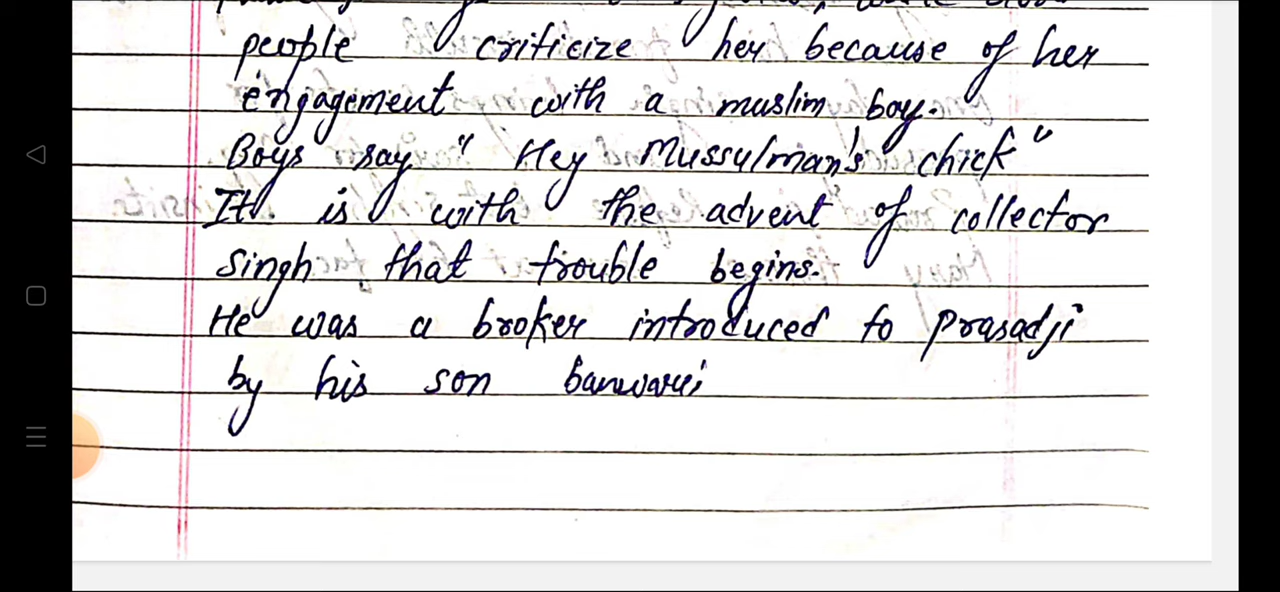 people criticize her because of her
engagement with a muslim boy.
Boys say " Hey Mussulman's chick"
It is with the advent of collector
Singh that trouble begins.
He was a broker introduced to prasadji
by his son banwari